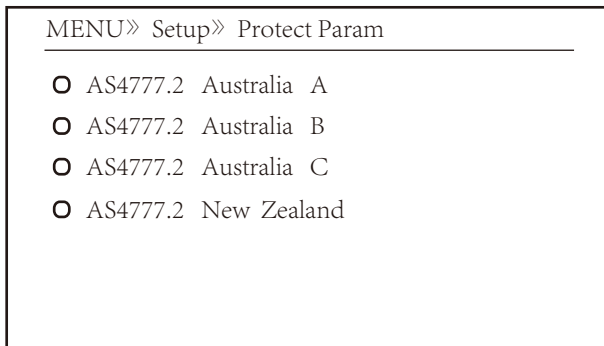 MENU» Setup» Protect Param
AS4777.2 Australia A
AS4777.2 Australia B
AS4777.2 Australia C
AS4777.2 New Zealand